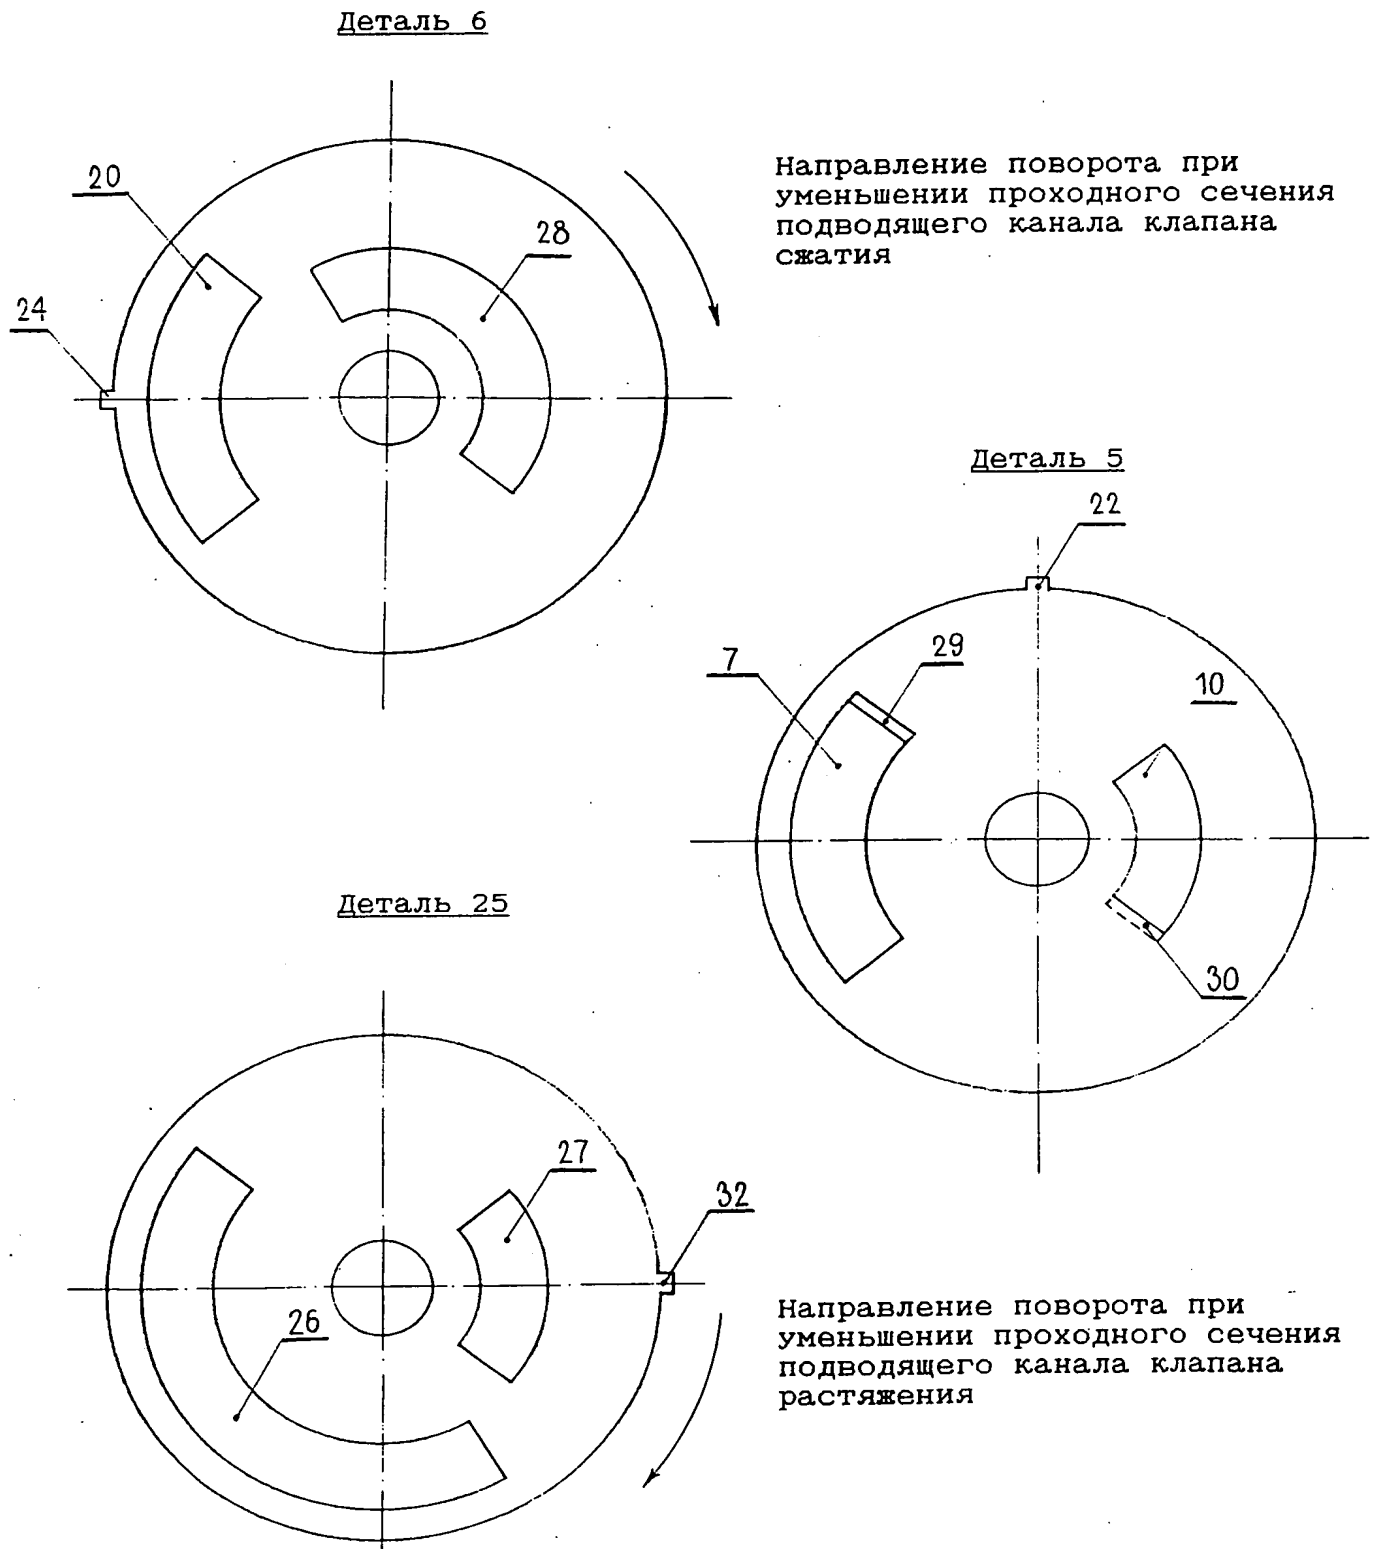 Деталь 6
20
28
24
Направление поворота при
уменьшении проходного сечения
подводящего канала клапана
сжатия
Деталь 5
22
7
29
10
30
Деталь 25
27
32
26
Направление поворота при
уменьшении проходного сечения
подводящего канала клапана
растяжения